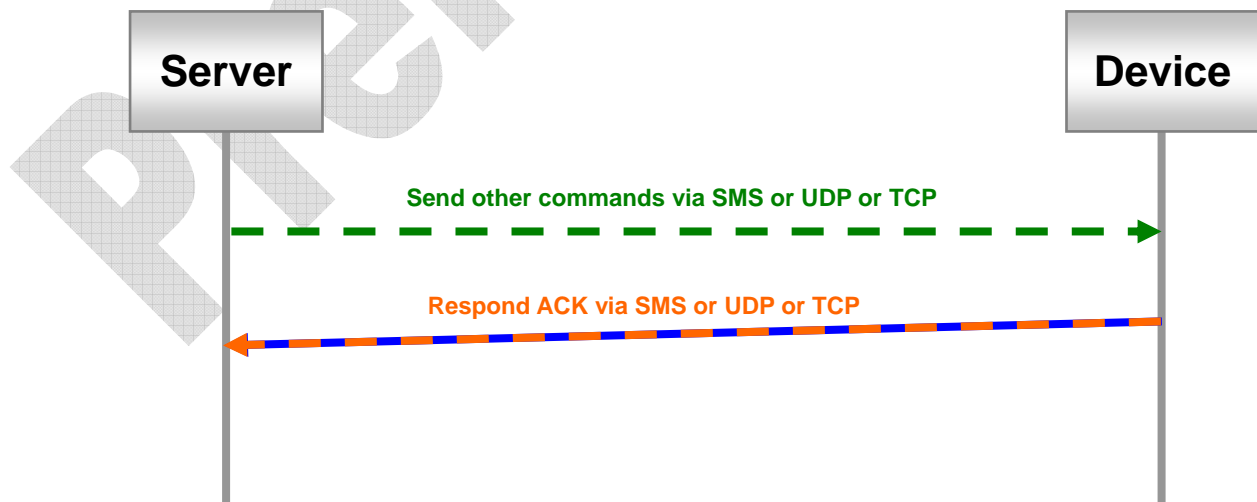 Server
Device
Send other commands via SMS or UDP or TCP
Respond ACK via SMS or UDP or TCP